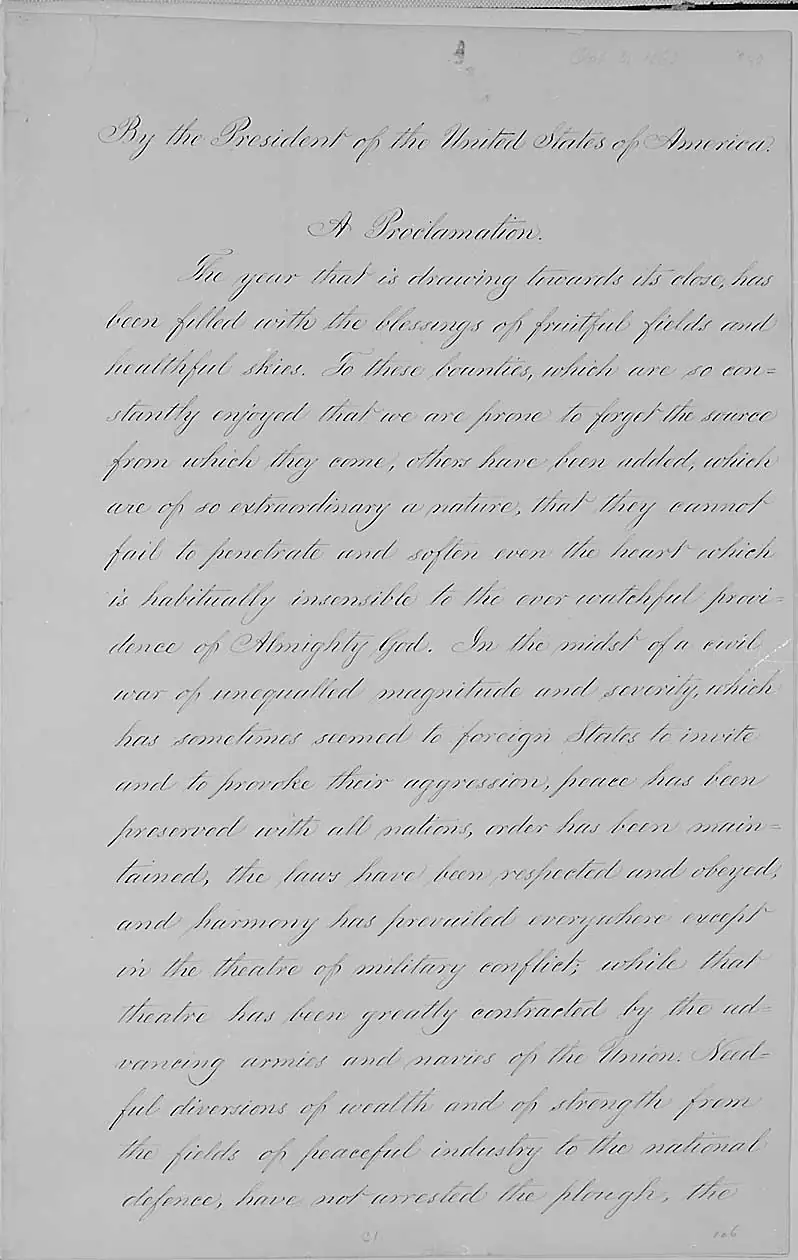 By the President of the United States of America.
A Proclamation.
The year that is drawing towards its close, has
been filled with the blessings of fruitful fields and
healthful skies. To these bounties, which are so con=
stantly enjoyed that we are prone to forget the source
from which they come, others have been added, which
are of so extraordinary a nature, that they cannot
fail to penetrate and soften even the heart which
is habitually insensible to the ever watchful provi=
dence of Almighty God. In the midst of a civil
war of unequalled magnitude and severity, which
has sometimes seemed to foreign States to invite
and to provoke their aggression, peace has been
preserved with all nations, order has been main=
tained, the laws have been respected and obeyed,
and harmony has prevailed everywhere except
in the theatre of military conflict; while that
theatre has been greatly contracted by the ad=
vancing armies and navies of the Union. Need=
ful diversions of wealth and of strength from
the fields of peaceful industry to the national
defence, have not arrested the plough, the